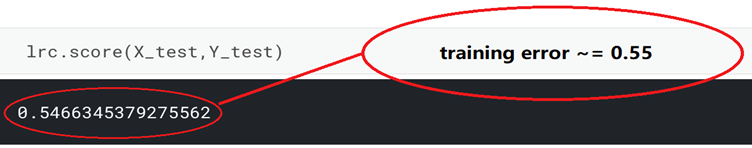 lrc.score(X_test,Y_test)
training error ~= 0.55
0.5466345379275562